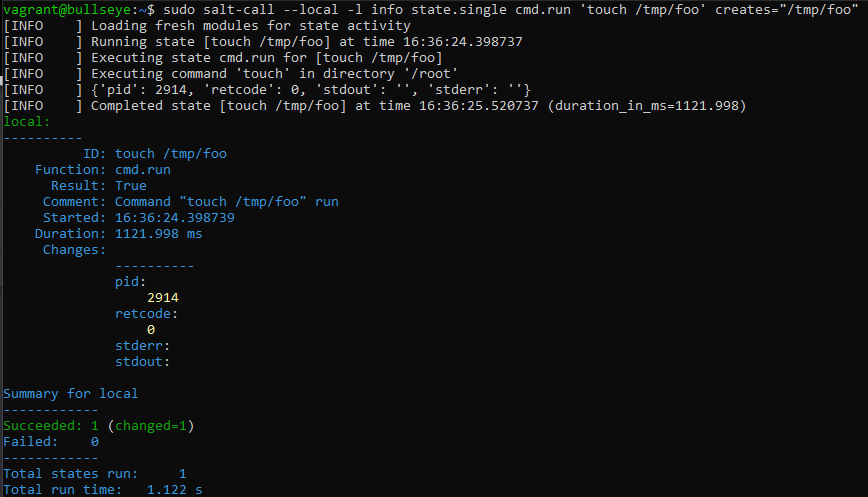 vagrant@bullseye:~$ sudo salt-call --local -l info state.single cmd.run 'touch /tmp/foo' creates="/tmp/foo"
[INFO    ] Loading fresh modules for state activity
[INFO    ] Running state [touch /tmp/foo] at time 16:36:24.398737
[INFO    ] Executing state cmd.run for [touch /tmp/foo]
[INFO    ] Executing command 'touch' in directory '/root'
[INFO    ] {'pid': 2914, 'retcode': 0, 'stdout': '', 'stderr': ''}
[INFO    ] Completed state [touch /tmp/foo] at time 16:36:25.520737 (duration_in_ms=1121.998)
local:
----------
          ID: touch /tmp/foo
    Function: cmd.run
      Result: True
     Comment: Command "touch /tmp/foo" run
     Started: 16:36:24.398739
    Duration: 1121.998 ms
     Changes:
              ----------
              pid:
                  2914
              retcode:
                  0
              stderr:
              stdout:

Summary for local
------------
Succeeded: 1 (changed=1)
Failed:    0
------------
Total states run:     1
Total run time:   1.122 s